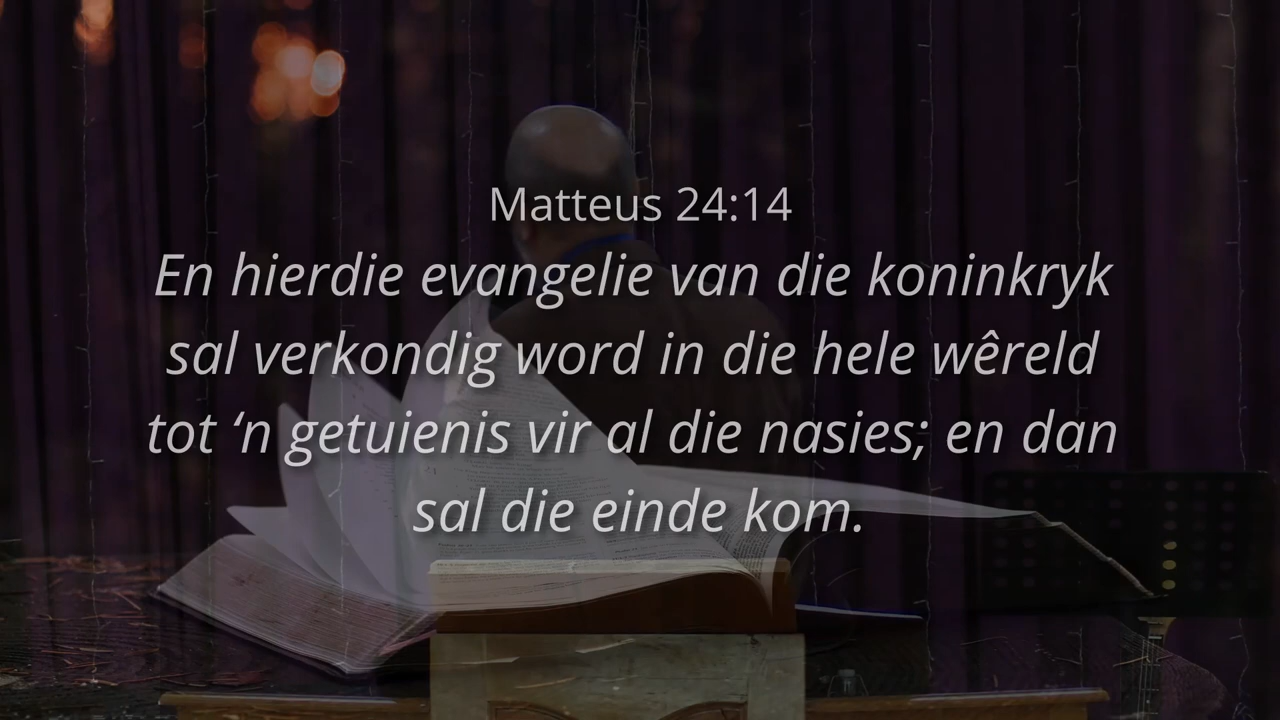 Matteus 24:14
En hierdie evangelie van die koninkryk
sal verkondig word in die hele wêreld
tot ‘n getuienis vir al die nasies; en dan
sal die einde kom.